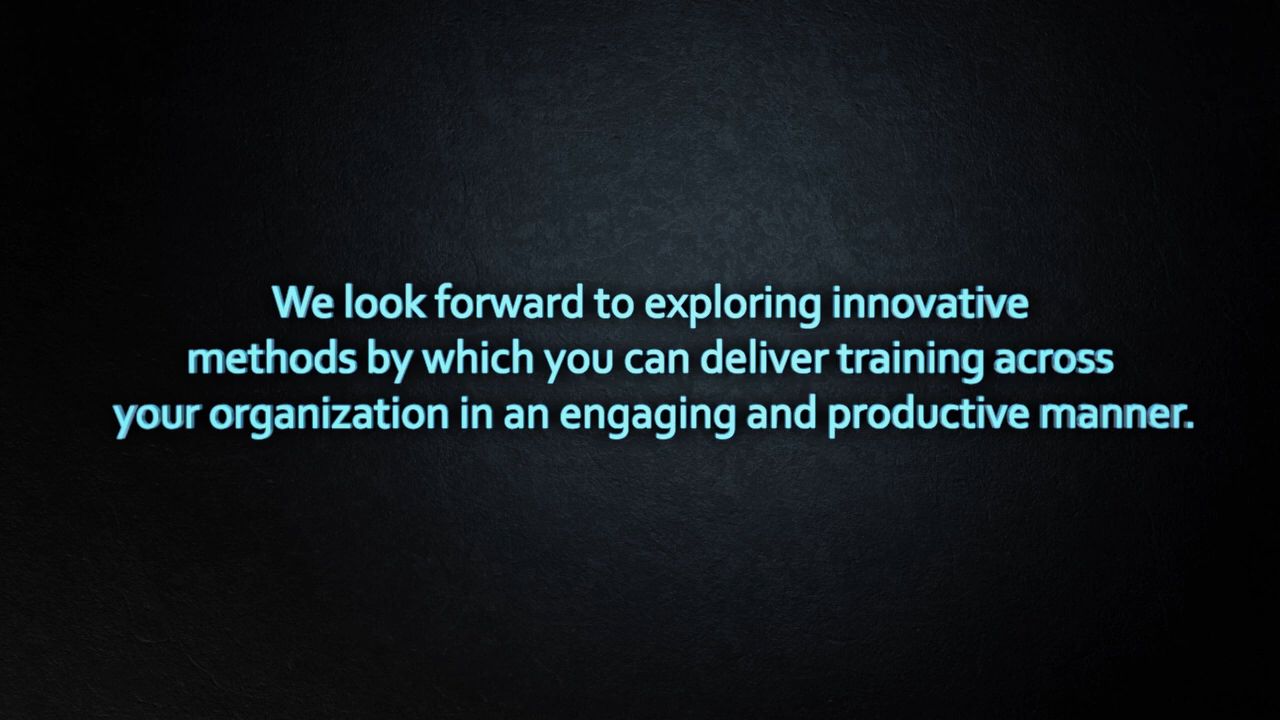 We look forward to exploring innovative
methods by which you can deliver training across
your organization in an engaging and productive manner.